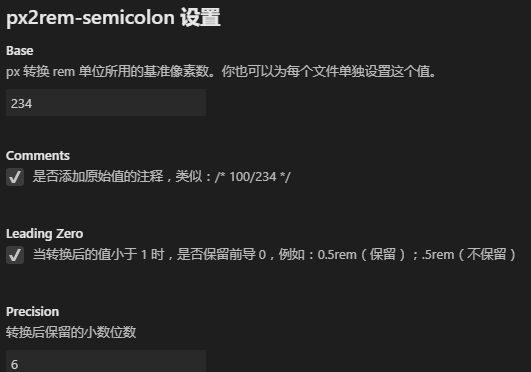 px2rem-semicolon 设置
Base
px 转换 rem 单位所用的基准像素数。你也可以为每个文件单独设置这个值。
234
Comments
是否添加原始值的注释，类似：/* 100/234 */
Leading Zero
当转换后的值小于 1 时，是否保留前导 0，例如：0.5rem（保留）；.5rem（不保留）
Precision
转换后保留的小数位数
6